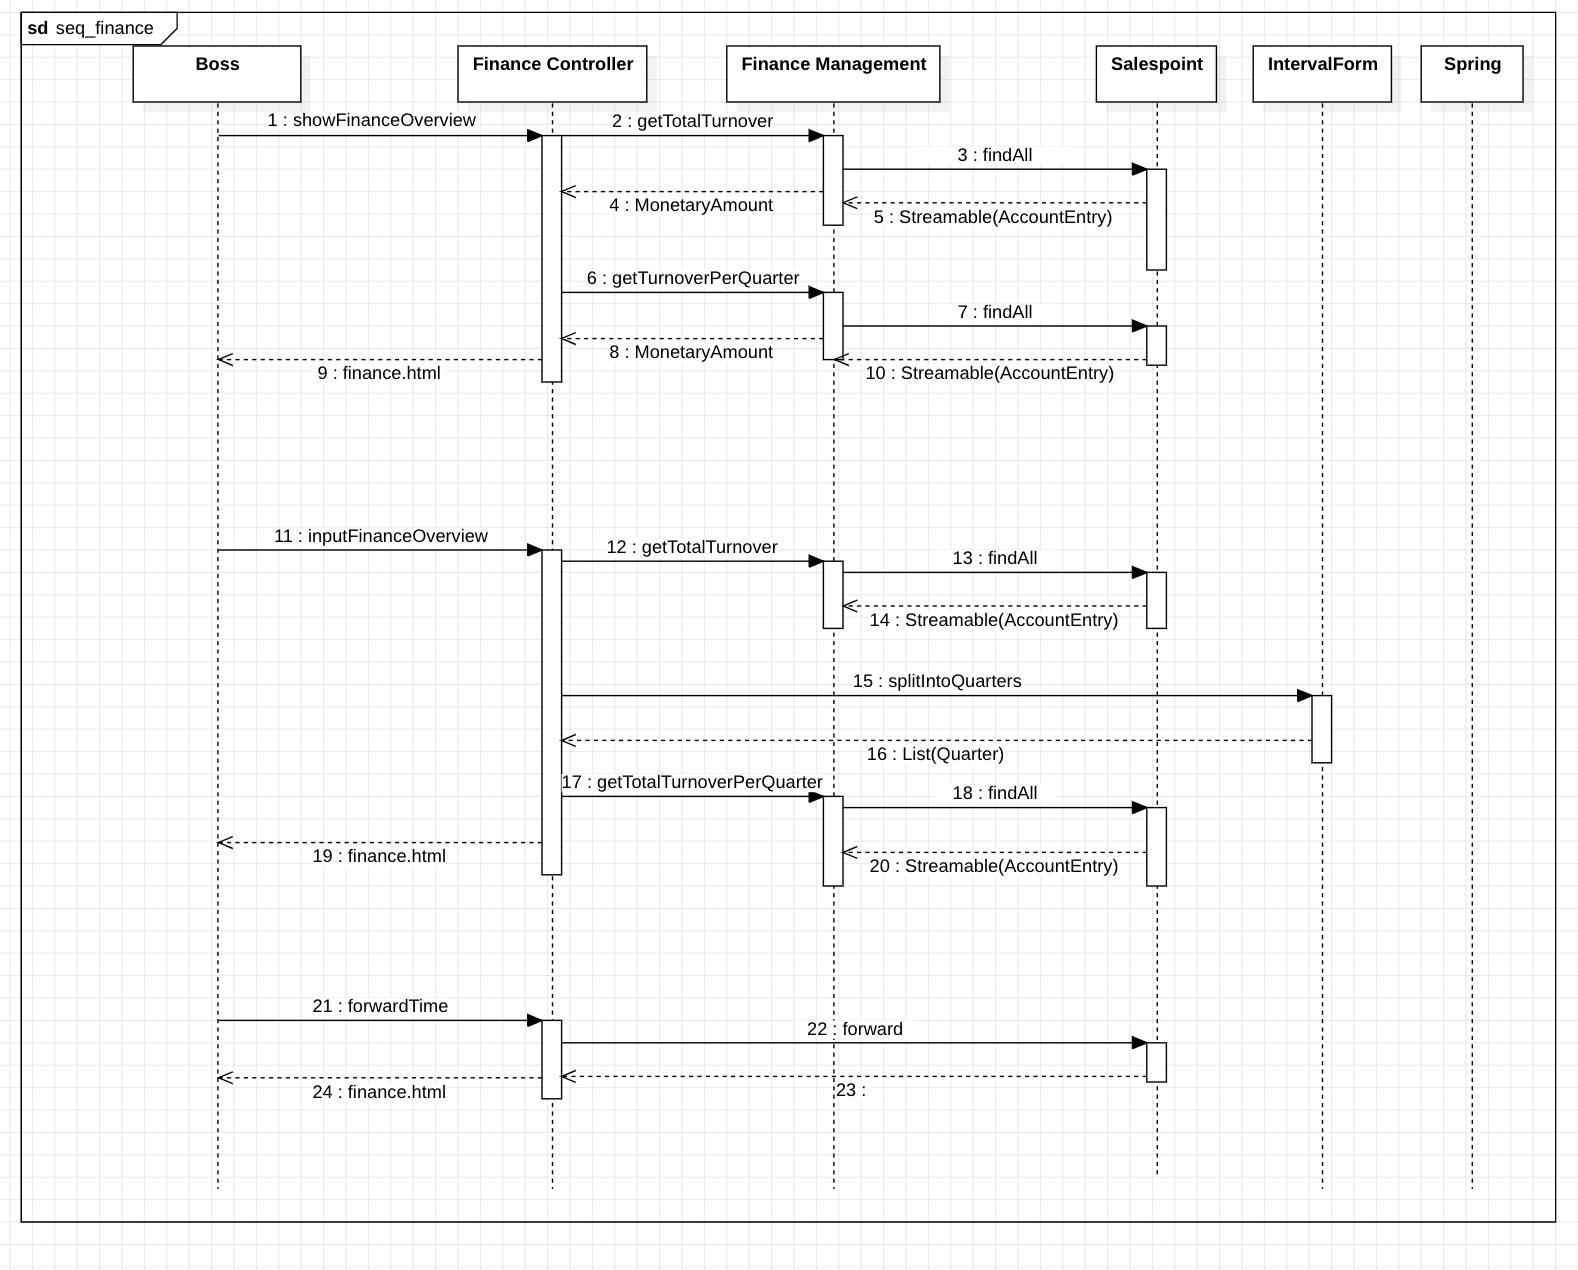 sd seq_finance
Boss
Finance Controller
Finance Management
Salespoint
IntervalForm
Spring
1 : showFinanceOverview
2 : getTotalTurnover
3 : findAll
4 : MonetaryAmount
5 : Streamable(AccountEntry)
6 : getTurnoverPerQuarter
7 : findAll
8 : MonetaryAmount
9 : finance.html
10 : Streamable(AccountEntry)
11 : inputFinanceOverview
12 : getTotalTurnover
13 : findAll
14 : Streamable(AccountEntry)
15 : splitIntoQuarters
16 : List(Quarter)
17 : getTotalTurnoverPerQuarter
18 : findAll
19 : finance.html
20 : Streamable(AccountEntry)
21 : forwardTime
22 : forward
23 :
24 : finance.html